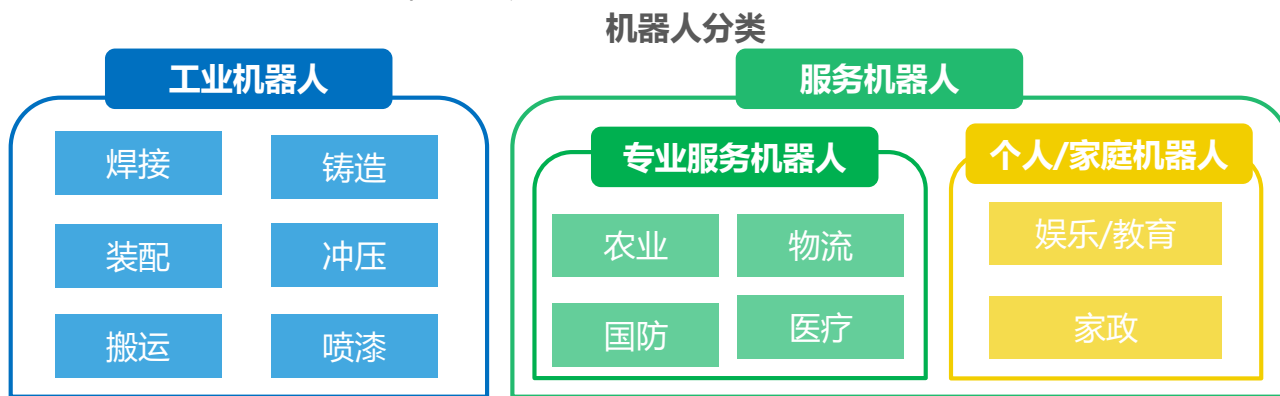 机器人分类
工业机器人
焊接
铸造
装配
冲压
搬运
喷漆
服务机器人
专业服务机器人
农业
物流
国防
医疗
个人/家庭机器人
娱乐/教育
家政